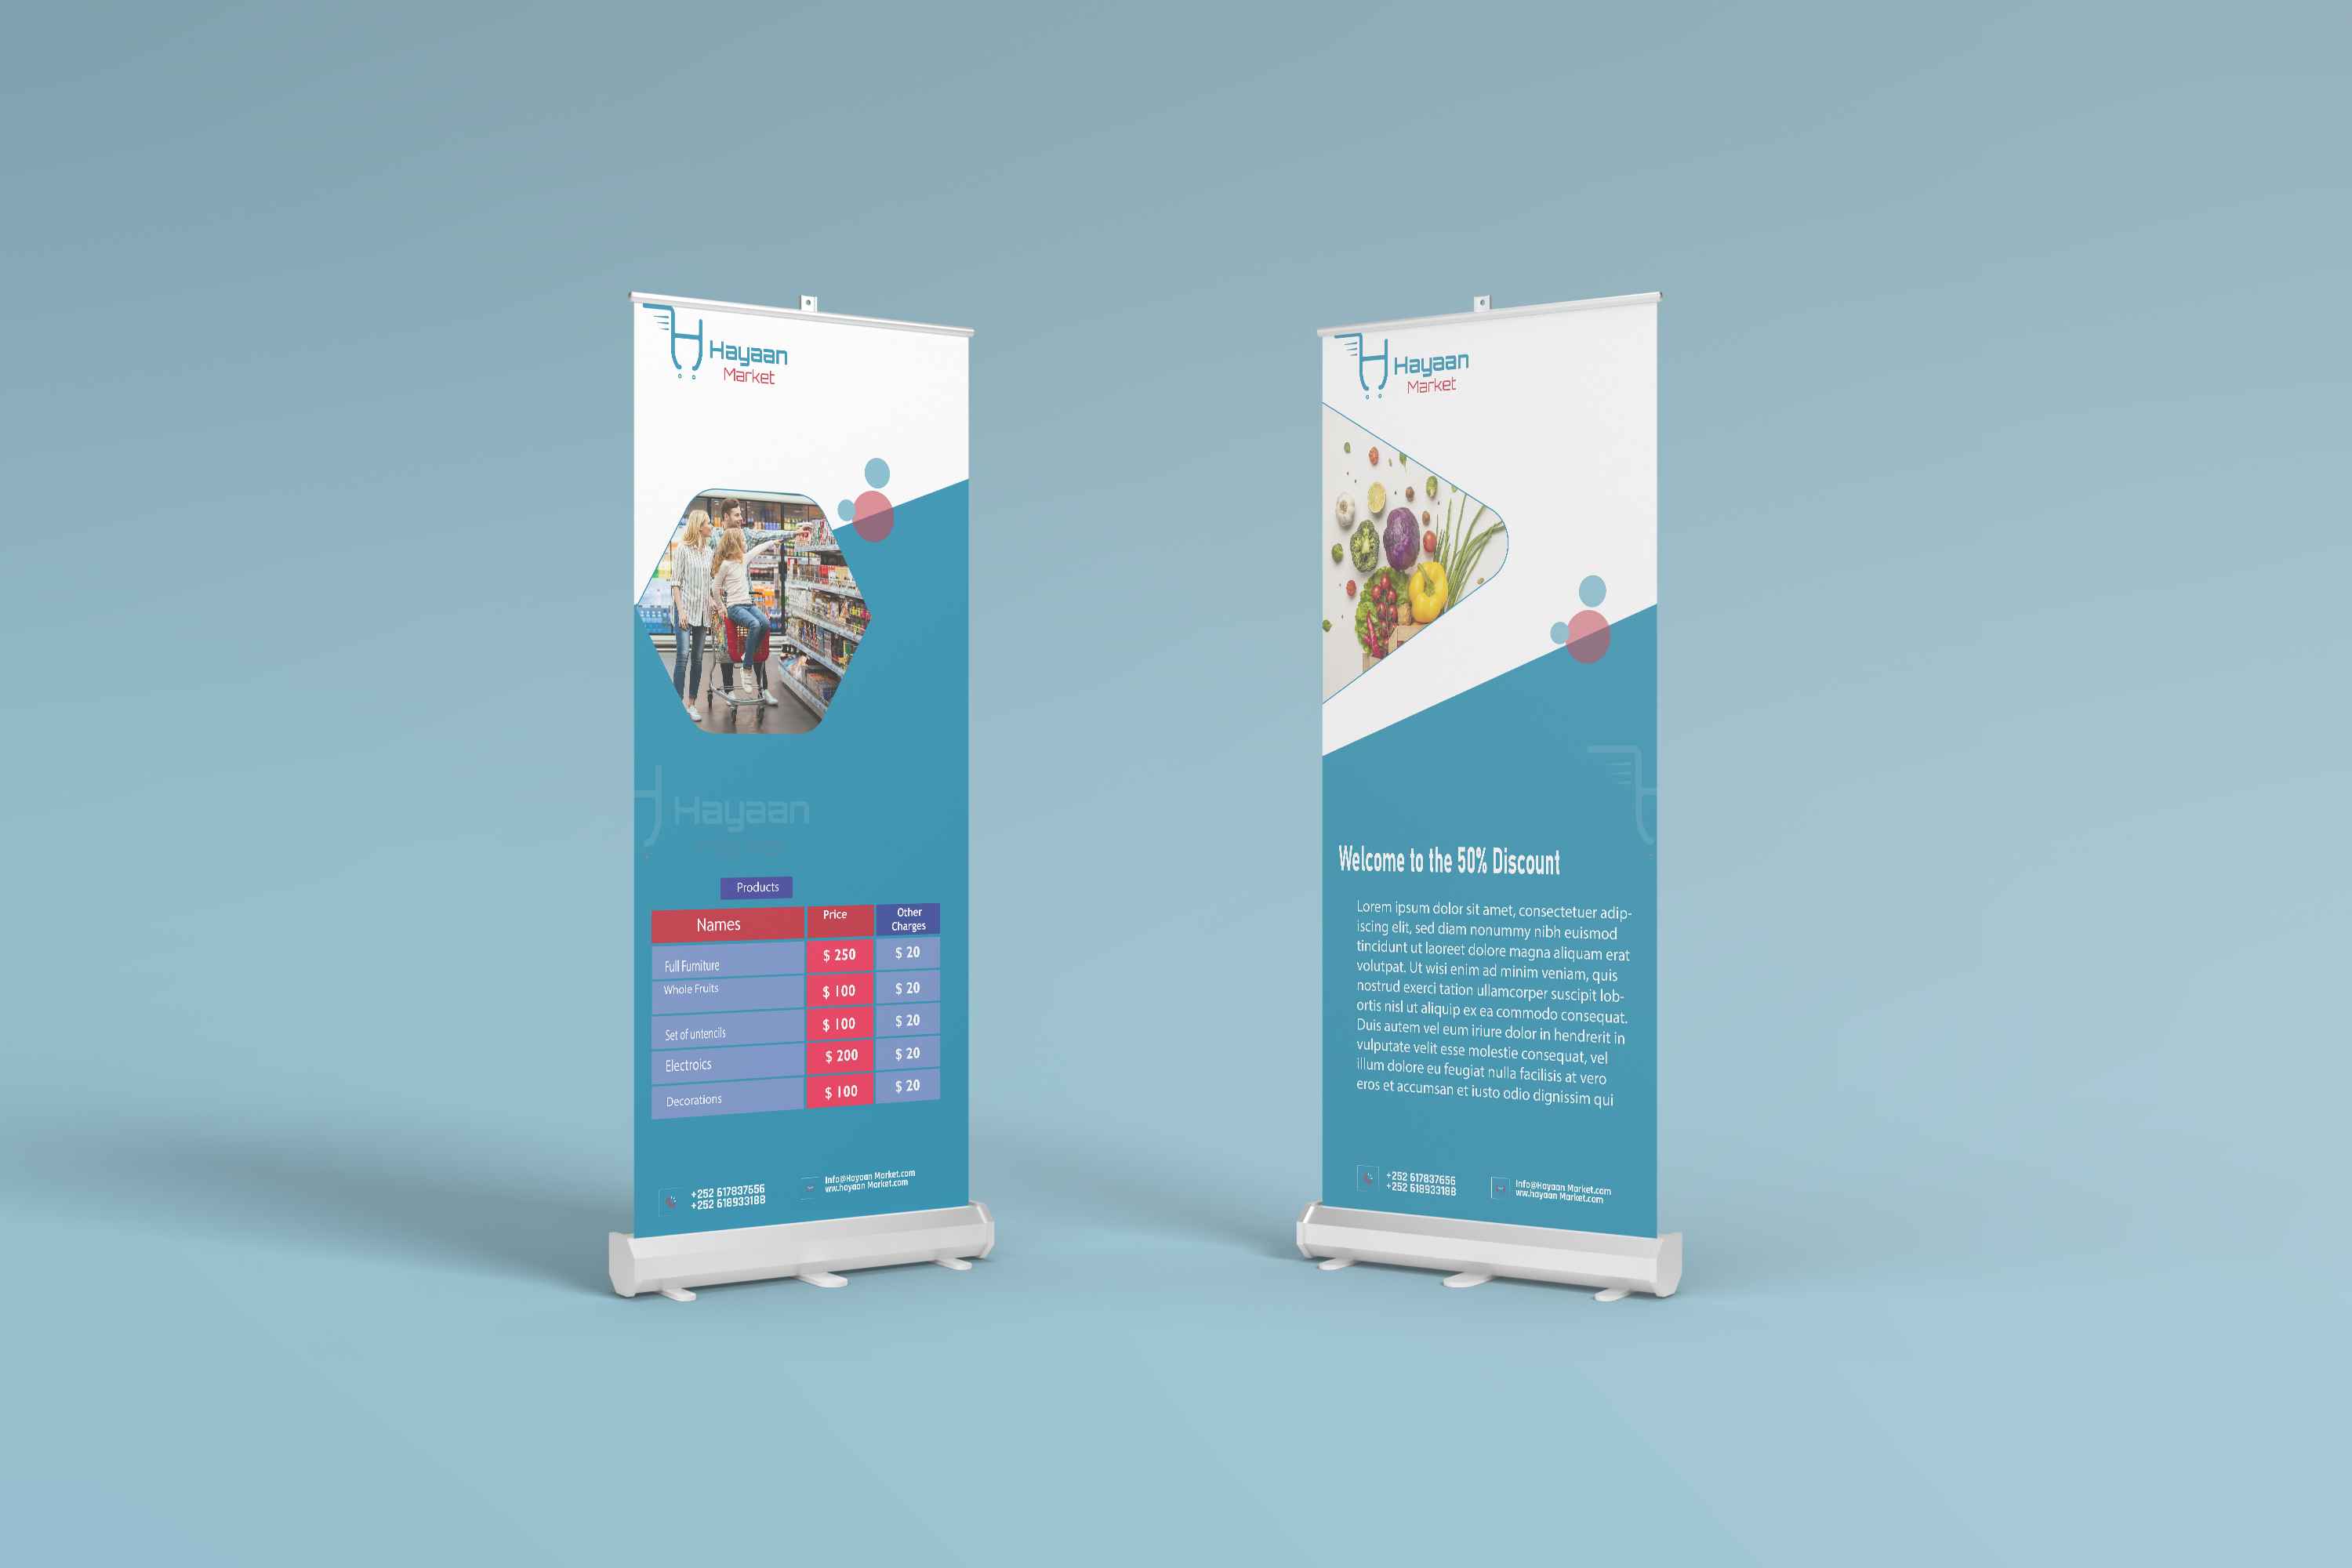 Hayaan
Market
Hayaan
Market
Products
Names Price Other
Charges
Full Furniture $ 250 $ 20
Whole Fruits $ 100 $ 20
Set of untencils $ 100 $ 20
Electroics $ 200 $ 20
Decorations $ 100 $ 20
+252 617837656
+252 618933188
Info@Hayaan Market.com
ww.hayaan Market.com
Hayaan
Market
Welcome to the 50% Discount
Lorem ipsum dolor sit amet, consectetuer adip-
iscing elit, sed diam nonummy nibh euismod
tincidunt ut laoreet dolore magna aliquam erat
volutpat. Ut wisi enim ad minim veniam, quis
nostrud exerci tation ullamcorper suscipit lob-
ortis nisl ut aliquip ex ea commodo consequat.
Duis autem vel eum iriure dolor in hendrerit in
vulputate velit esse molestie consequat, vel
illum dolore eu feugiat nulla facilisis at vero
eros et accumsan et iusto odio dignissim qui
+252 617837656
+252 618933188
Info@Hayaan Market.com
ww.hayaan Market.com